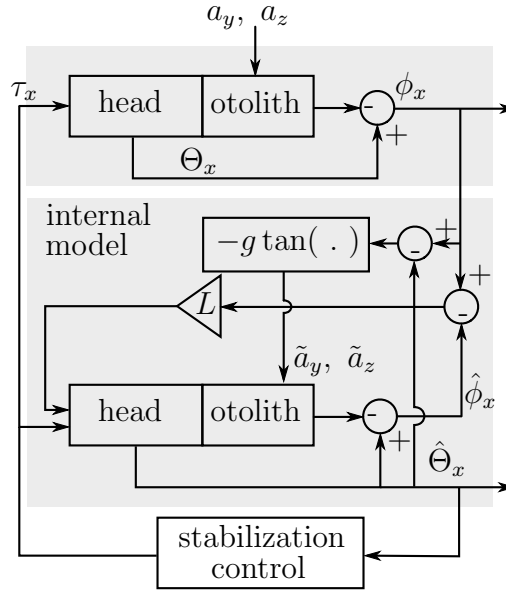 a_y, a_z
τ_x
head
otolith
-
ϕ_x
+
Θ_x
internal
model
−g tan( . )
-
+
+
L
-
ã_y, ã_z
head
otolith
-
ϕ̂_x
+
Θ̂_x
stabilization
control